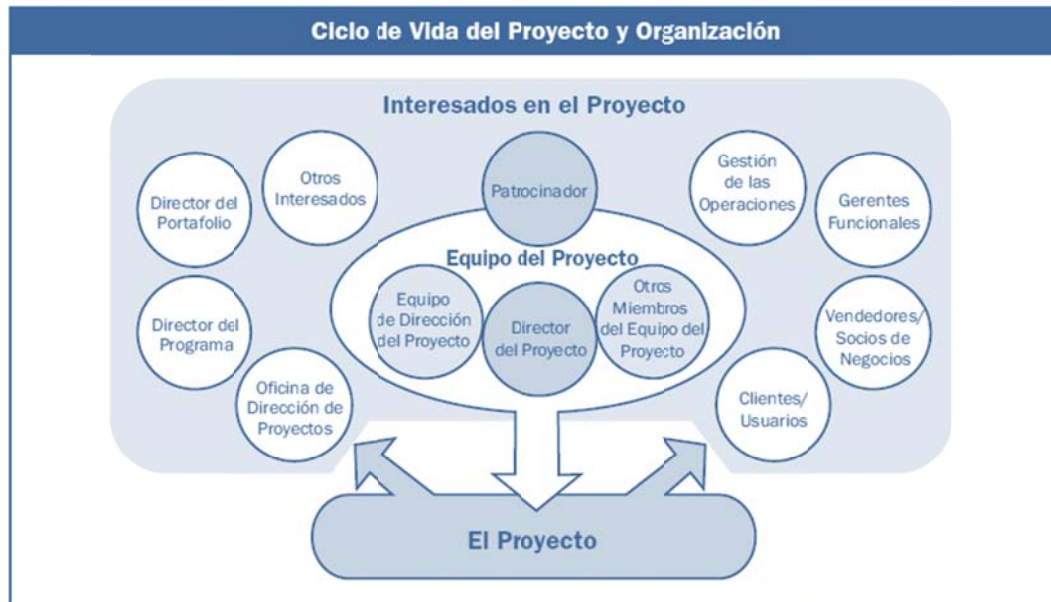 Ciclo de Vida del Proyecto y Organización
Interesados en el Proyecto
Director del
Portafolio
Otros
Interesados
Patrocinador
Gestión
de las
Operaciones
Gerentes
Funcionales
Equipo del Proyecto
Equipo
de Dirección
del Proyecto
Director
del Proyecto
Otros
Miembros
del Equipo del
Proyecto
Director del
Programa
Oficina de
Dirección de
Proyectos
Vendedores/
Socios de
Negocios
Clientes/
Usuarios
El Proyecto